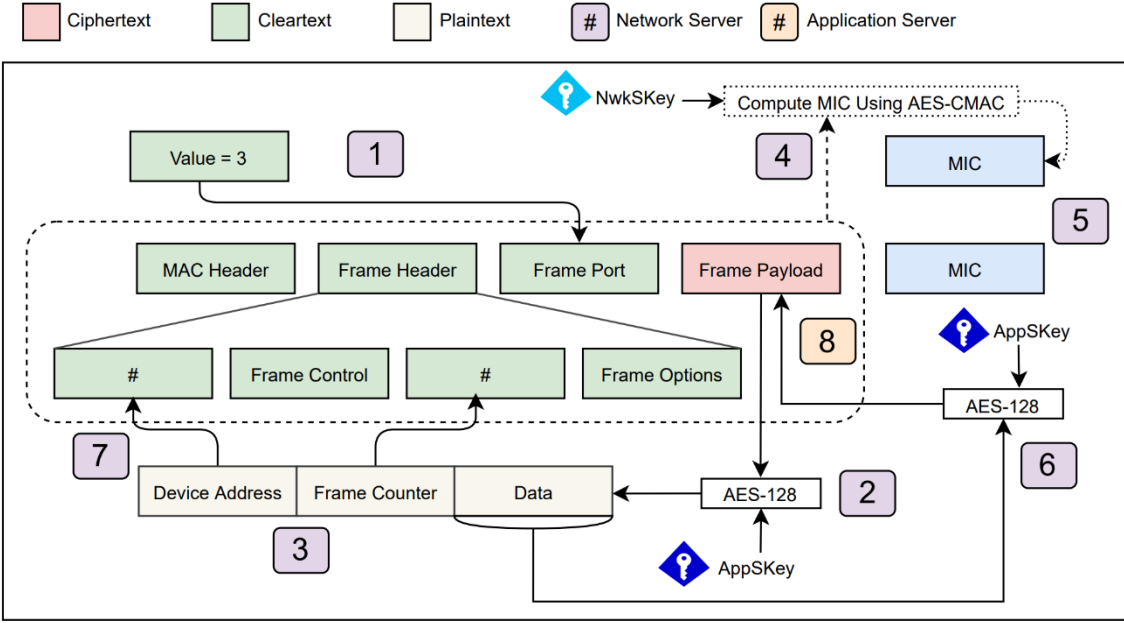 Ciphertext
Cleartext
Plaintext
# Network Server
# Application Server
NwkSKey
Compute MIC Using AES-CMAC
Value = 3
1
4
MIC
5
MAC Header
Frame Header
Frame Port
Frame Payload
MIC
8
AppSKey
#
Frame Control
#
Frame Options
AES-128
7
6
Device Address
Frame Counter
Data
AES-128
2
3
AppSKey